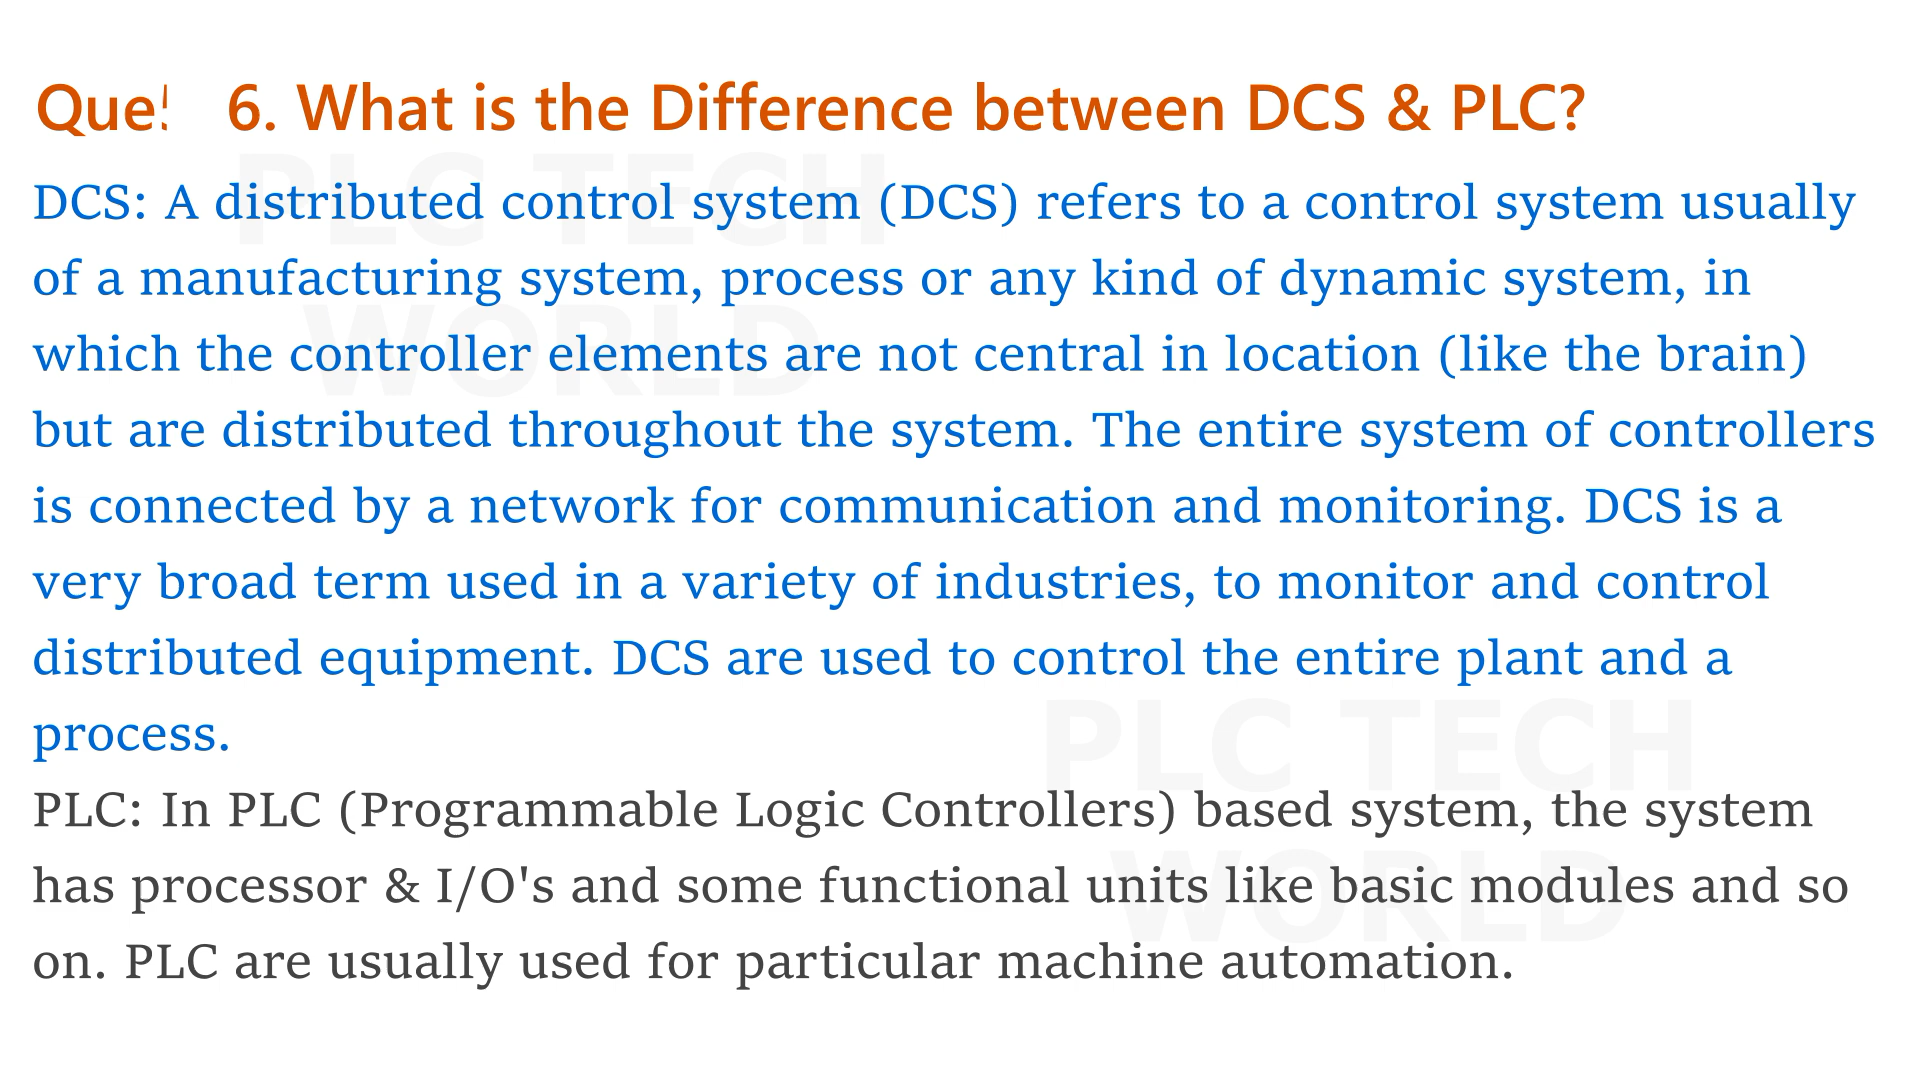 6. What is the Difference between DCS & PLC?
DCS: A distributed control system (DCS) refers to a control system usually
of a manufacturing system, process or any kind of dynamic system, in
which the controller elements are not central in location (like the brain)
but are distributed throughout the system. The entire system of controllers
is connected by a network for communication and monitoring. DCS is a
very broad term used in a variety of industries, to monitor and control
distributed equipment. DCS are used to control the entire plant and a
process.
PLC: In PLC (Programmable Logic Controllers) based system, the system
has processor & I/O's and some functional units like basic modules and so
on. PLC are usually used for particular machine automation.
PLC TECH
WORLD
PLC TECH
WORLD